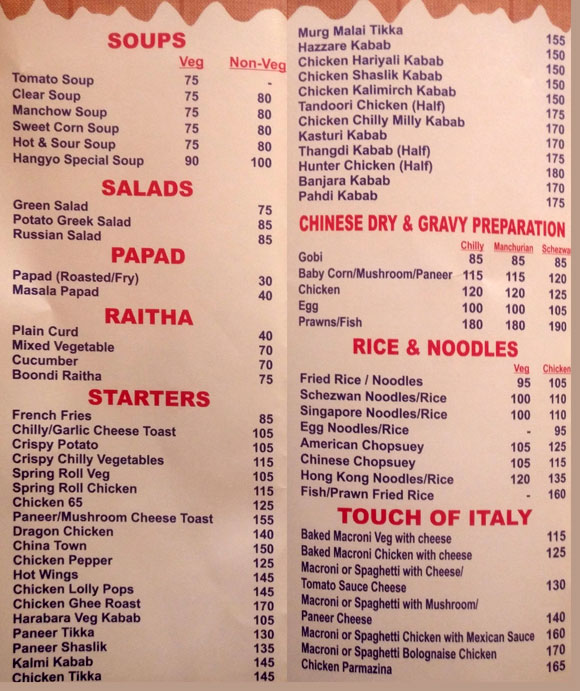 SOUPS
Veg Non-Veg
Tomato Soup 75 -
Clear Soup 75 80
Manchow Soup 75 80
Sweet Corn Soup 75 80
Hot & Sour Soup 75 80
Hangyo Special Soup 90 100
SALADS
Green Salad 75
Potato Greek Salad 85
Russian Salad 85
PAPAD
Papad (Roasted/Fry) 30
Masala Papad 40
RAITHA
Plain Curd 40
Mixed Vegetable 70
Cucumber 70
Boondi Raitha 75
STARTERS
French Fries 85
Chilly/Garlic Cheese Toast 105
Crispy Potato 105
Crispy Chilly Vegetables 115
Spring Roll Veg 105
Spring Roll Chicken 115
Chicken 65 125
Paneer/Mushroom Cheese Toast 155
Dragon Chicken 140
China Town 150
Chicken Pepper 125
Hot Wings 145
Chicken Lolly Pops 145
Chicken Ghee Roast 170
Harabara Veg Kabab 105
Paneer Tikka 130
Paneer Shaslik 135
Kalmi Kabab 145
Chicken Tikka 145
Murg Malai Tikka 155
Hazzare Kabab 150
Chicken Hariyali Kabab 150
Chicken Shaslik Kabab 150
Chicken Kalimirch Kabab 150
Tandoori Chicken (Half) 175
Chicken Chilly Milly Kabab 170
Kasturi Kabab 170
Thangdi Kabab (Half) 175
Hunter Chicken (Half) 180
Banjara Kabab 170
Pahdi Kabab 175
CHINESE DRY & GRAVY PREPARATION
Chilly Manchurian Schezwa
Gobi 85 85 85
Baby Corn/Mushroom/Paneer 115 115 120
Chicken 120 120 125
Egg 100 100 105
Prawns/Fish 180 180 190
RICE & NOODLES
Veg Chicken
Fried Rice / Noodles 95 105
Schezwan Noodles/Rice 100 110
Singapore Noodles/Rice 100 110
Egg Noodles/Rice - 95
American Chopsuey 105 125
Chinese Chopsuey 105 115
Hong Kong Noodles/Rice 120 135
Fish/Prawn Fried Rice - 160
TOUCH OF ITALY
Baked Macroni Veg with cheese 115
Baked Macroni Chicken with cheese 125
Macroni or Spaghetti with Cheese/
Tomato Sauce Cheese 130
Macroni or Spaghetti with Mushroom/
Paneer Cheese 140
Macroni or Spaghetti Chicken with Mexican Sauce 160
Macroni or Spaghetti Bolognaise Chicken 170
Chicken Parmazina 165